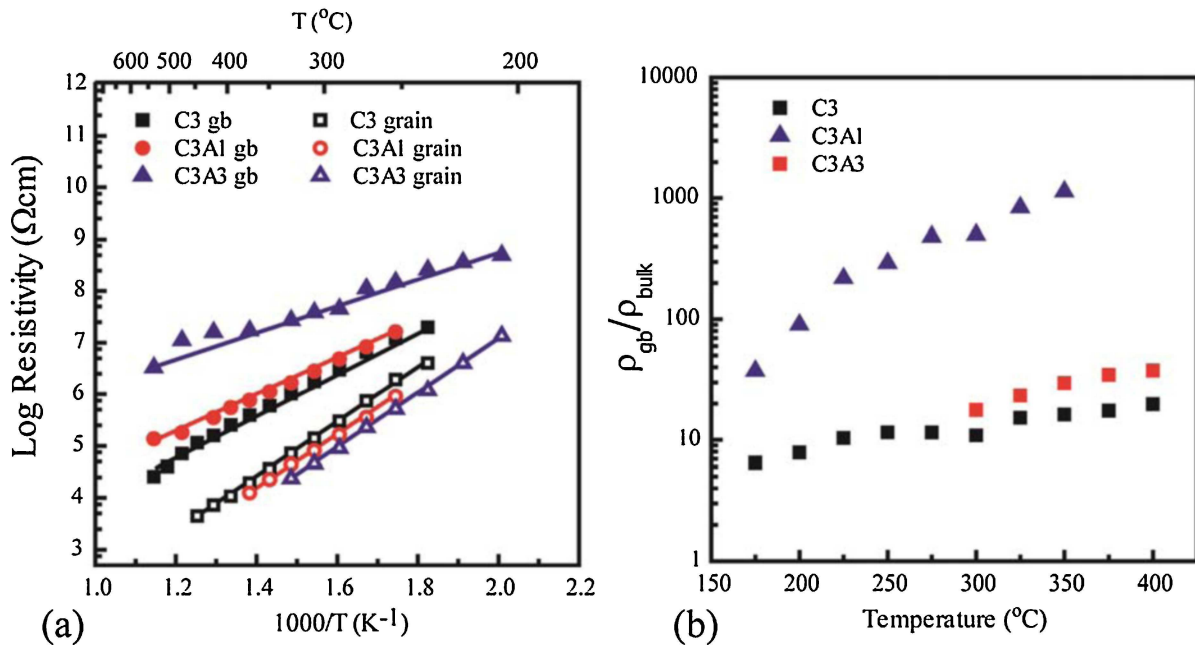 T (°C)
600 500 400 300 200
12
11
10
9
8
7
6
5
4
3
Log Resistivity (Ωcm)
C3 gb C3 grain
C3Al gb C3Al grain
C3A3 gb C3A3 grain
1.0 1.2 1.4 1.6 1.8 2.0 2.2
1000/T (K-1)
(a)
10000
1000
100
10
1
ρgb/ρbulk
C3
C3Al
C3A3
150 200 250 300 350 400
Temperature (°C)
(b)